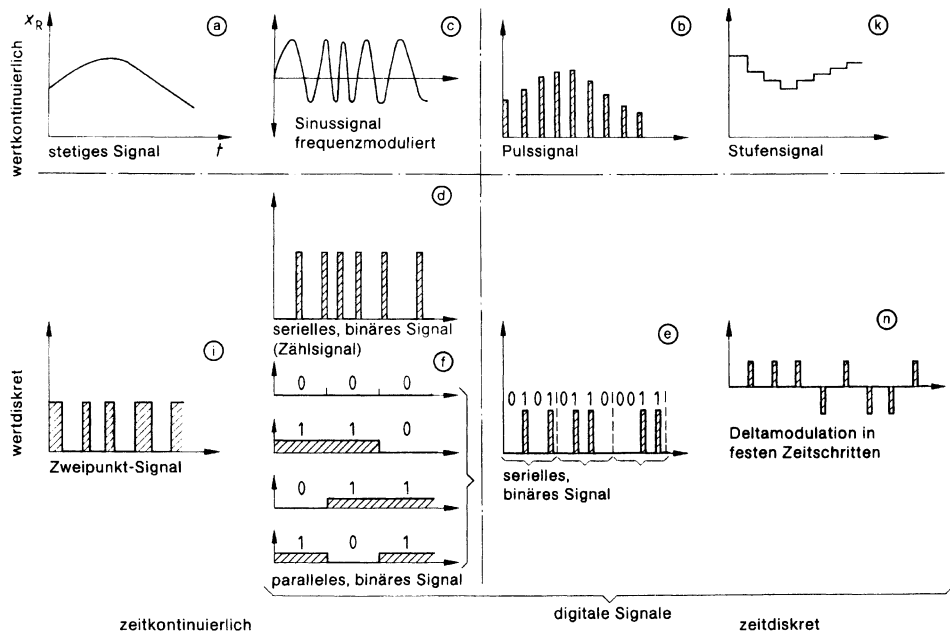 wertkontinuierlich
x_R
a
stetiges Signal
t
c
Sinussignal
frequenzmoduliert
b
Pulssignal
k
Stufensignal
wertdiskret
i
Zweipunkt-Signal
d
serielles, binäres Signal
(Zählsignal)
f
0 0 0
1 1 0
0 1 1
1 0 1
paralleles, binäres Signal
e
0 1 0 1 0 1 1 0 0 0 1 1
serielles,
binäres Signal
n
Deltamodulation in
festen Zeitschritten
digitale Signale
zeitkontinuierlich
zeitdiskret